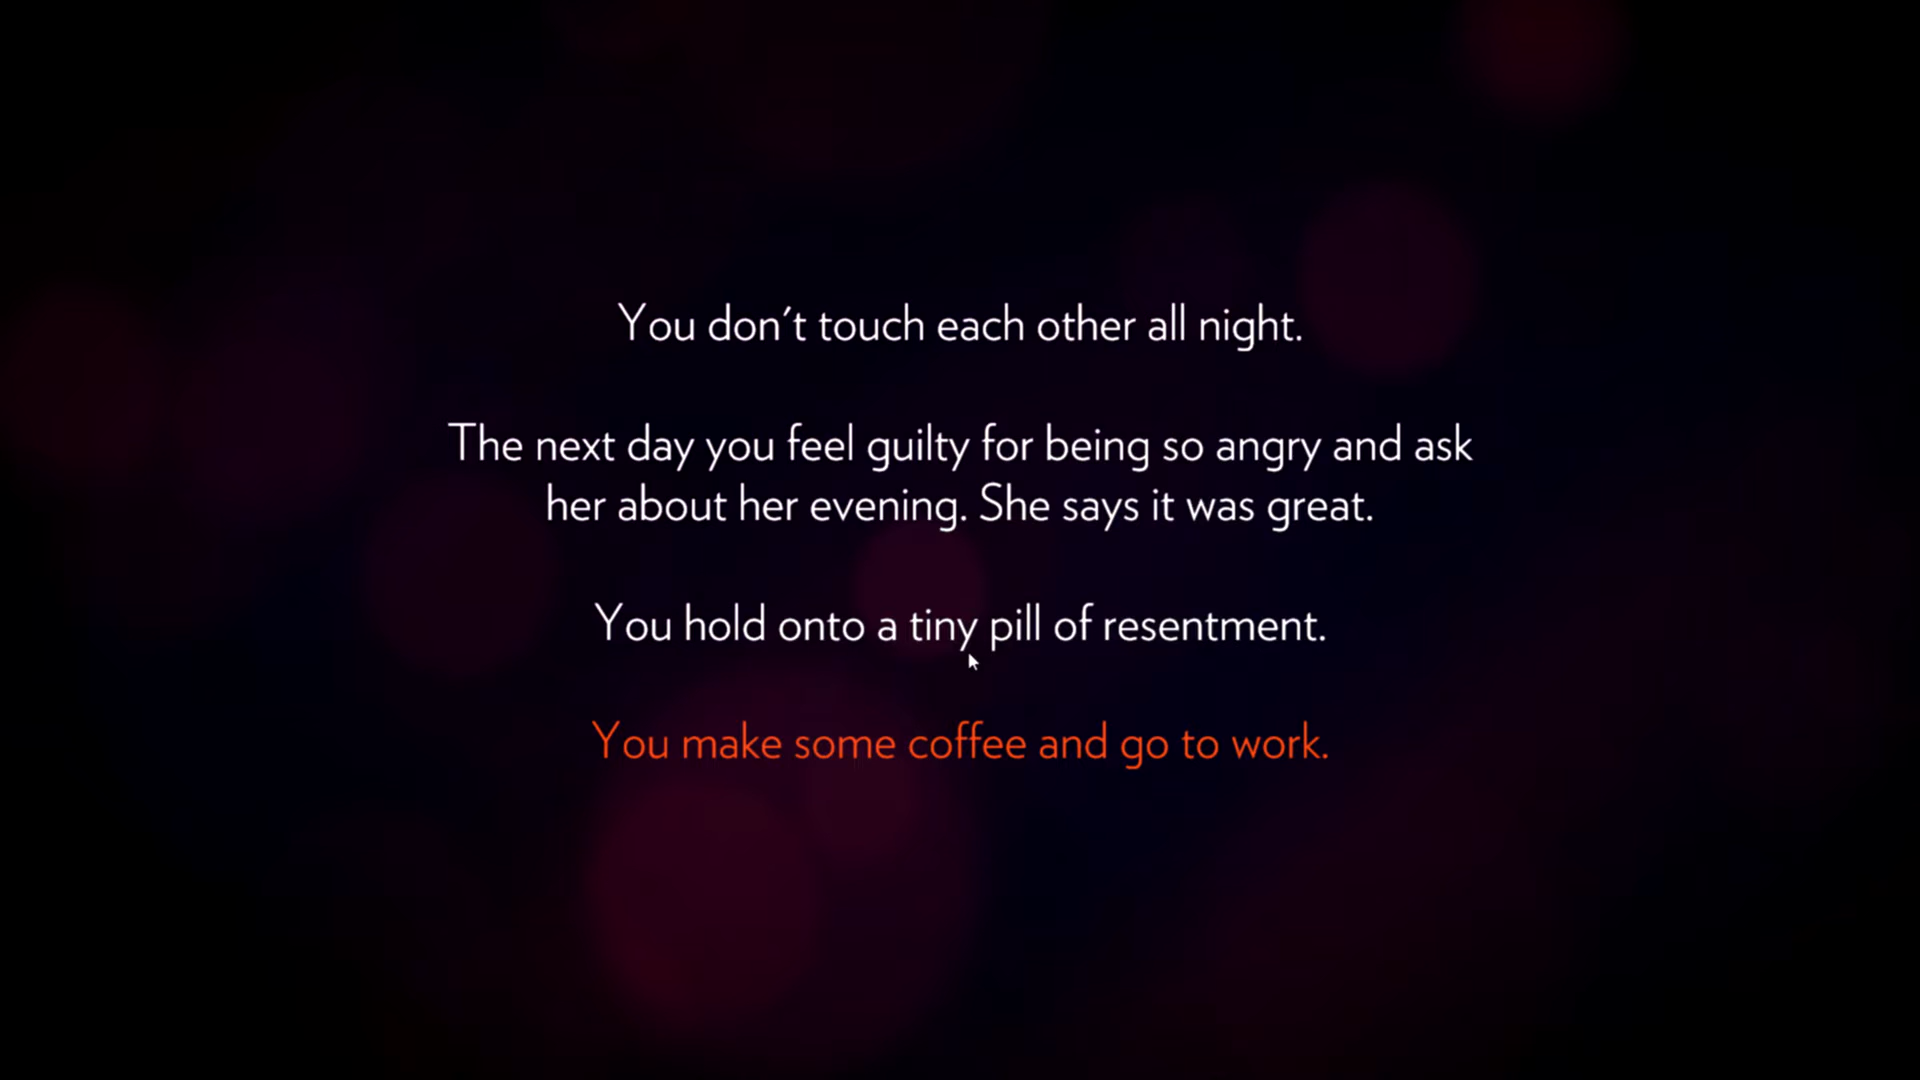 You don't touch each other all night.
The next day you feel guilty for being so angry and ask
her about her evening. She says it was great.
You hold onto a tiny pill of resentment.
You make some coffee and go to work.